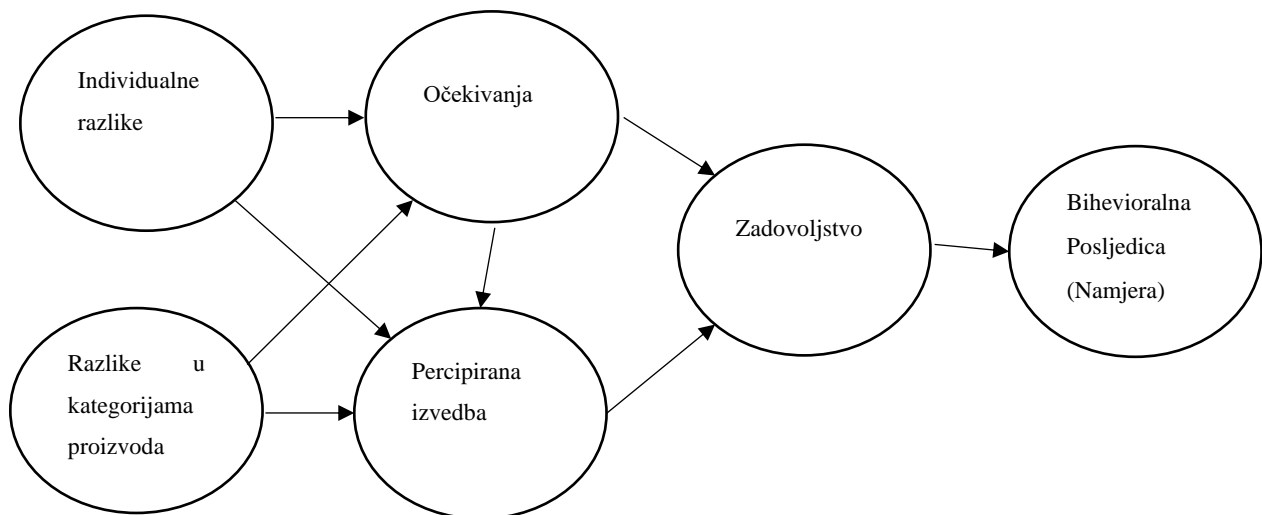 Individualne
razlike
Očekivanja
Zadovoljstvo
Bihevioralna
Posljedica
(Namjera)
Razlike u
kategorijama
proizvoda
Percipirana
izvedba